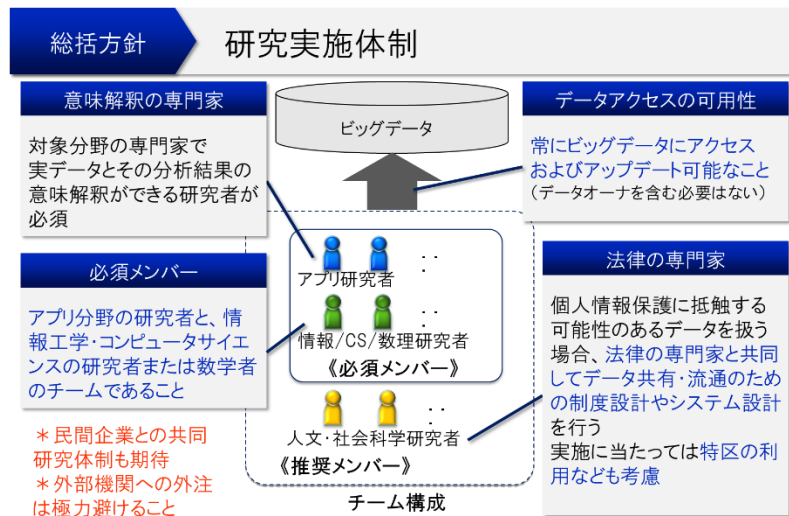 総括方針
研究実施体制
意味解釈の専門家
対象分野の専門家で
実データとその分析結果の
意味解釈ができる研究者が
必須
ビッグデータ
データアクセスの可用性
常にビッグデータにアクセス
およびアップデート可能なこと
（データオーナを含む必要はない）
必須メンバー
アプリ分野の研究者と、情
報工学・コンピュータサイエ
ンスの研究者または数学者
のチームであること
アプリ研究者
情報/CS/数理研究者
《必須メンバー》
人文・社会科学研究者
《推奨メンバー》
チーム構成
法律の専門家
個人情報保護に抵触する
可能性のあるデータを扱う
場合、法律の専門家と共同
してデータ共有・流通のため
の制度設計やシステム設計
を行う
実施に当たっては特区の利
用なども考慮
＊民間企業との共同
研究体制も期待
＊外部機関への外注
は極力避けること